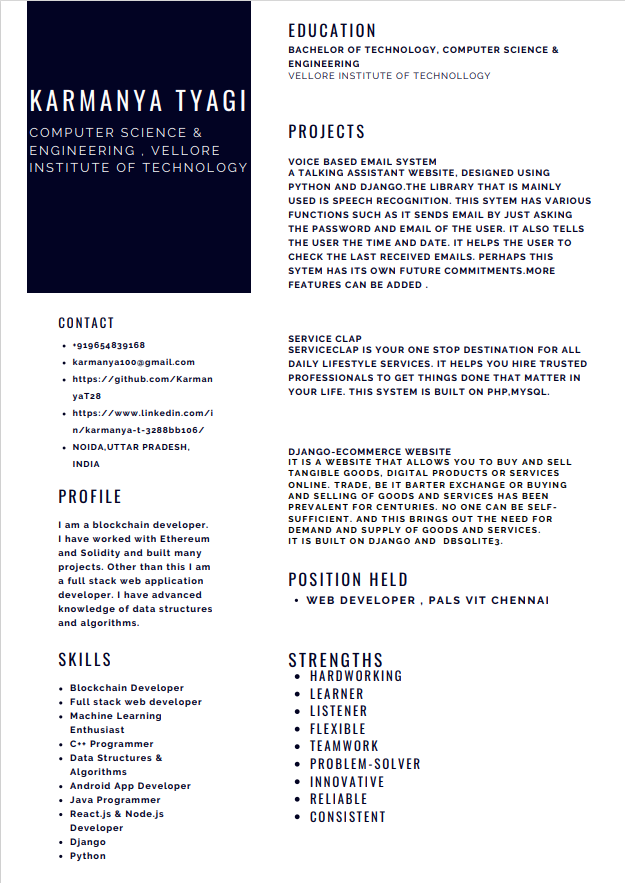 KARMANYA TYAGI
COMPUTER SCIENCE &
ENGINEERING , VELLORE
INSTITUTE OF TECHNOLOGY
CONTACT
• +919654839168
• karmanya100@gmail.com
• https://github.com/Karman
yaT28
• https://www.linkedin.com/i
n/karmanya-t-3288bb106/
• NOIDA,UTTAR PRADESH,
INDIA
PROFILE
I am a blockchain developer.
I have worked with Ethereum
and Solidity and built many
projects. Other than this I am
a full stack web application
developer. I have advanced
knowledge of data structures
and algorithms.
SKILLS
• Blockchain Developer
• Full stack web developer
• Machine Learning
Enthusiast
• C++ Programmer
• Data Structures &
Algorithms
• Android App Developer
• Java Programmer
• React.js & Node.js
Developer
• Django
• Python
EDUCATION
BACHELOR OF TECHNOLOGY, COMPUTER SCIENCE &
ENGINEERING
VELLORE INSTITUTE OF TECHNOLLOGY
PROJECTS
VOICE BASED EMAIL SYSTEM
A TALKING ASSISTANT WEBSITE, DESIGNED USING
PYTHON AND DJANGO.THE LIBRARY THAT IS MAINLY
USED IS SPEECH RECOGNITION. THIS SYTEM HAS VARIOUS
FUNCTIONS SUCH AS IT SENDS EMAIL BY JUST ASKING
THE PASSWORD AND EMAIL OF THE USER. IT ALSO TELLS
THE USER THE TIME AND DATE. IT HELPS THE USER TO
CHECK THE LAST RECEIVED EMAILS. PERHAPS THIS
SYTEM HAS ITS OWN FUTURE COMMITMENTS.MORE
FEATURES CAN BE ADDED .
SERVICE CLAP
SERVICECLAP IS YOUR ONE STOP DESTINATION FOR ALL
DAILY LIFESTYLE SERVICES. IT HELPS YOU HIRE TRUSTED
PROFESSIONALS TO GET THINGS DONE THAT MATTER IN
YOUR LIFE. THIS SYSTEM IS BUILT ON PHP,MYSQL.
DJANGO-ECOMMERCE WEBSITE
IT IS A WEBSITE THAT ALLOWS YOU TO BUY AND SELL
TANGIBLE GOODS, DIGITAL PRODUCTS OR SERVICES
ONLINE. TRADE, BE IT BARTER EXCHANGE OR BUYING
AND SELLING OF GOODS AND SERVICES HAS BEEN
PREVALENT FOR CENTURIES. NO ONE CAN BE SELF-
SUFFICIENT. AND THIS BRINGS OUT THE NEED FOR
DEMAND AND SUPPLY OF GOODS AND SERVICES.
IT IS BUILT ON DJANGO AND DBSQLITE3.
POSITION HELD
• WEB DEVELOPER , PALS VIT CHENNAI
STRENGTHS
• HARDWORKING
• LEARNER
• LISTENER
• FLEXIBLE
• TEAMWORK
• PROBLEM-SOLVER
• INNOVATIVE
• RELIABLE
• CONSISTENT